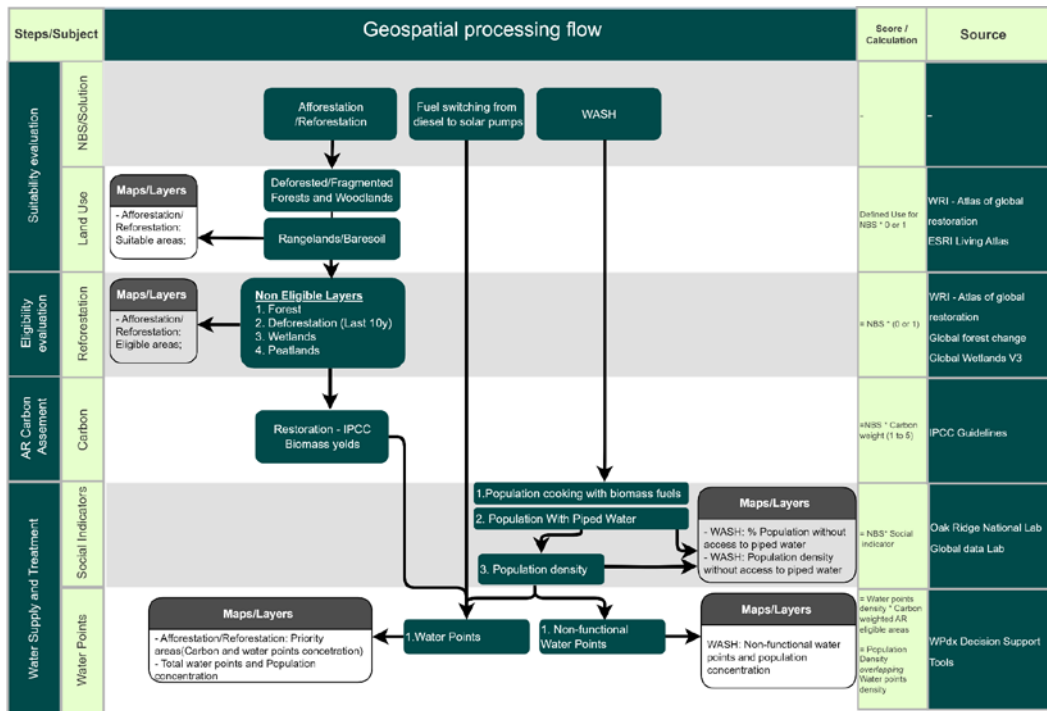 Steps/Subject
Geospatial processing flow
Score /
Calculation
Source
Suitability evaluation
NBS/Solution
Afforestation
/Reforestation
Fuel switching from
diesel to solar pumps
WASH
-
–
Land Use
Maps/Layers
- Afforestation/
Reforestation:
Suitable areas;
Deforested/Fragmented
Forests and Woodlands
Rangelands/Baresoil
Defined Use for
NBS * 0 or 1
WRI - Atlas of global
restoration
ESRI Living Atlas
Eligibility
evaluation
Reforestation
Maps/Layers
- Afforestation/
Reforestation:
Eligible areas;
Non Eligible Layers
1. Forest
2. Deforestation (Last 10y)
3. Wetlands
4. Peatlands
= NBS * (0 or 1)
WRI - Atlas of global
restoration
Global forest change
Global Wetlands V3
AR Carbon
Assement
Carbon
Restoration - IPCC
Biomass yelds
=NBS * Carbon
weight (1 to 5)
IPCC Guidelines
Water Supply and Treatment
Social Indicators
1.Population cooking with biomass fuels
2. Population With Piped Water
3. Population density
Maps/Layers
- WASH: % Population without
access to piped water
- WASH: Population density
without access to piped water
= NBS* Social
indicator
Oak Ridge National Lab
Global data Lab
Water Points
Maps/Layers
- Afforestation/Reforestation: Priority
areas(Carbon and water points concetration)
- Total water points and Population
concentration
1.Water Points
1. Non-functional
Water Points
Maps/Layers
WASH: Non-functional water
points and population
concentration
= Water points
density * Carbon
weighted AR
eligible areas
= Population
Density
overlapping
Water points
density
WPdx Decision Support
Tools